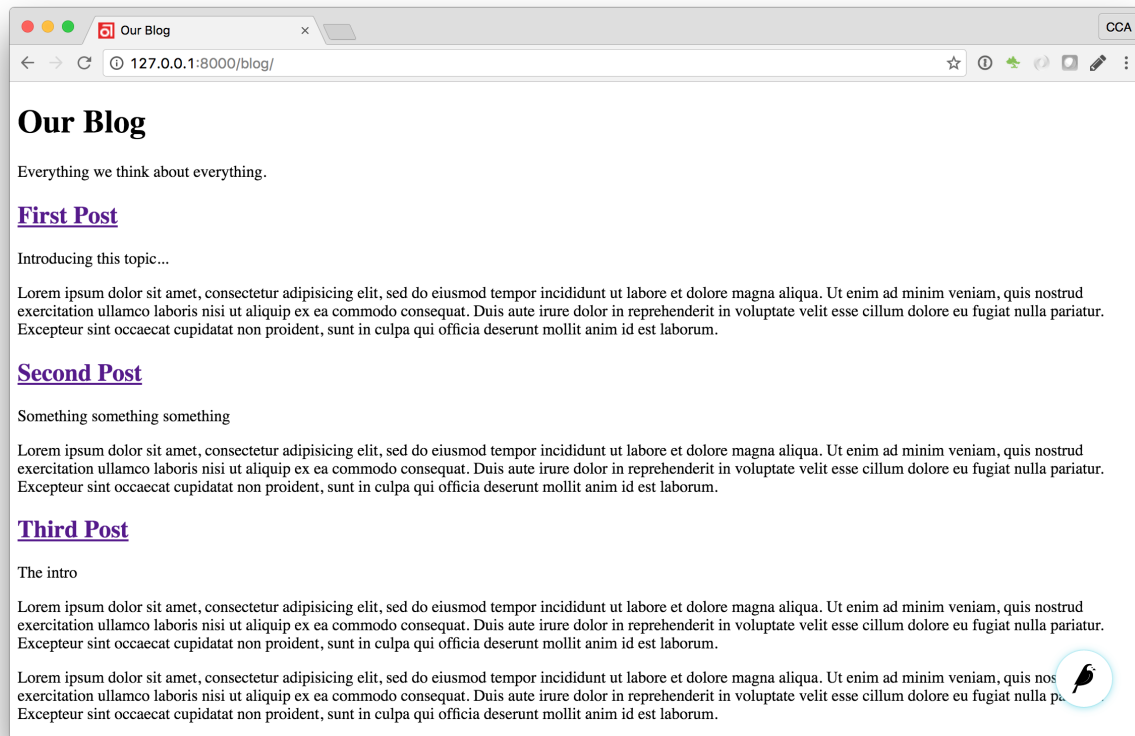 Our Blog
CCA
127.0.0.1:8000/blog/
Our Blog
Everything we think about everything.
First Post
Introducing this topic...
Lorem ipsum dolor sit amet, consectetur adipisicing elit, sed do eiusmod tempor incididunt ut labore et dolore magna aliqua. Ut enim ad minim veniam, quis nostrud
exercitation ullamco laboris nisi ut aliquip ex ea commodo consequat. Duis aute irure dolor in reprehenderit in voluptate velit esse cillum dolore eu fugiat nulla pariatur.
Excepteur sint occaecat cupidatat non proident, sunt in culpa qui officia deserunt mollit anim id est laborum.
Second Post
Something something something
Lorem ipsum dolor sit amet, consectetur adipisicing elit, sed do eiusmod tempor incididunt ut labore et dolore magna aliqua. Ut enim ad minim veniam, quis nostrud
exercitation ullamco laboris nisi ut aliquip ex ea commodo consequat. Duis aute irure dolor in reprehenderit in voluptate velit esse cillum dolore eu fugiat nulla pariatur.
Excepteur sint occaecat cupidatat non proident, sunt in culpa qui officia deserunt mollit anim id est laborum.
Third Post
The intro
Lorem ipsum dolor sit amet, consectetur adipisicing elit, sed do eiusmod tempor incididunt ut labore et dolore magna aliqua. Ut enim ad minim veniam, quis nostrud
exercitation ullamco laboris nisi ut aliquip ex ea commodo consequat. Duis aute irure dolor in reprehenderit in voluptate velit esse cillum dolore eu fugiat nulla pariatur.
Excepteur sint occaecat cupidatat non proident, sunt in culpa qui officia deserunt mollit anim id est laborum.
Lorem ipsum dolor sit amet, consectetur adipisicing elit, sed do eiusmod tempor incididunt ut labore et dolore magna aliqua. Ut enim ad minim veniam, quis
exercitation ullamco laboris nisi ut aliquip ex ea commodo consequat. Duis aute irure dolor in reprehenderit in voluptate velit esse cillum dolore eu fugiat nulla
Excepteur sint occaecat cupidatat non proident, sunt in culpa qui officia deserunt mollit anim id est laborum.